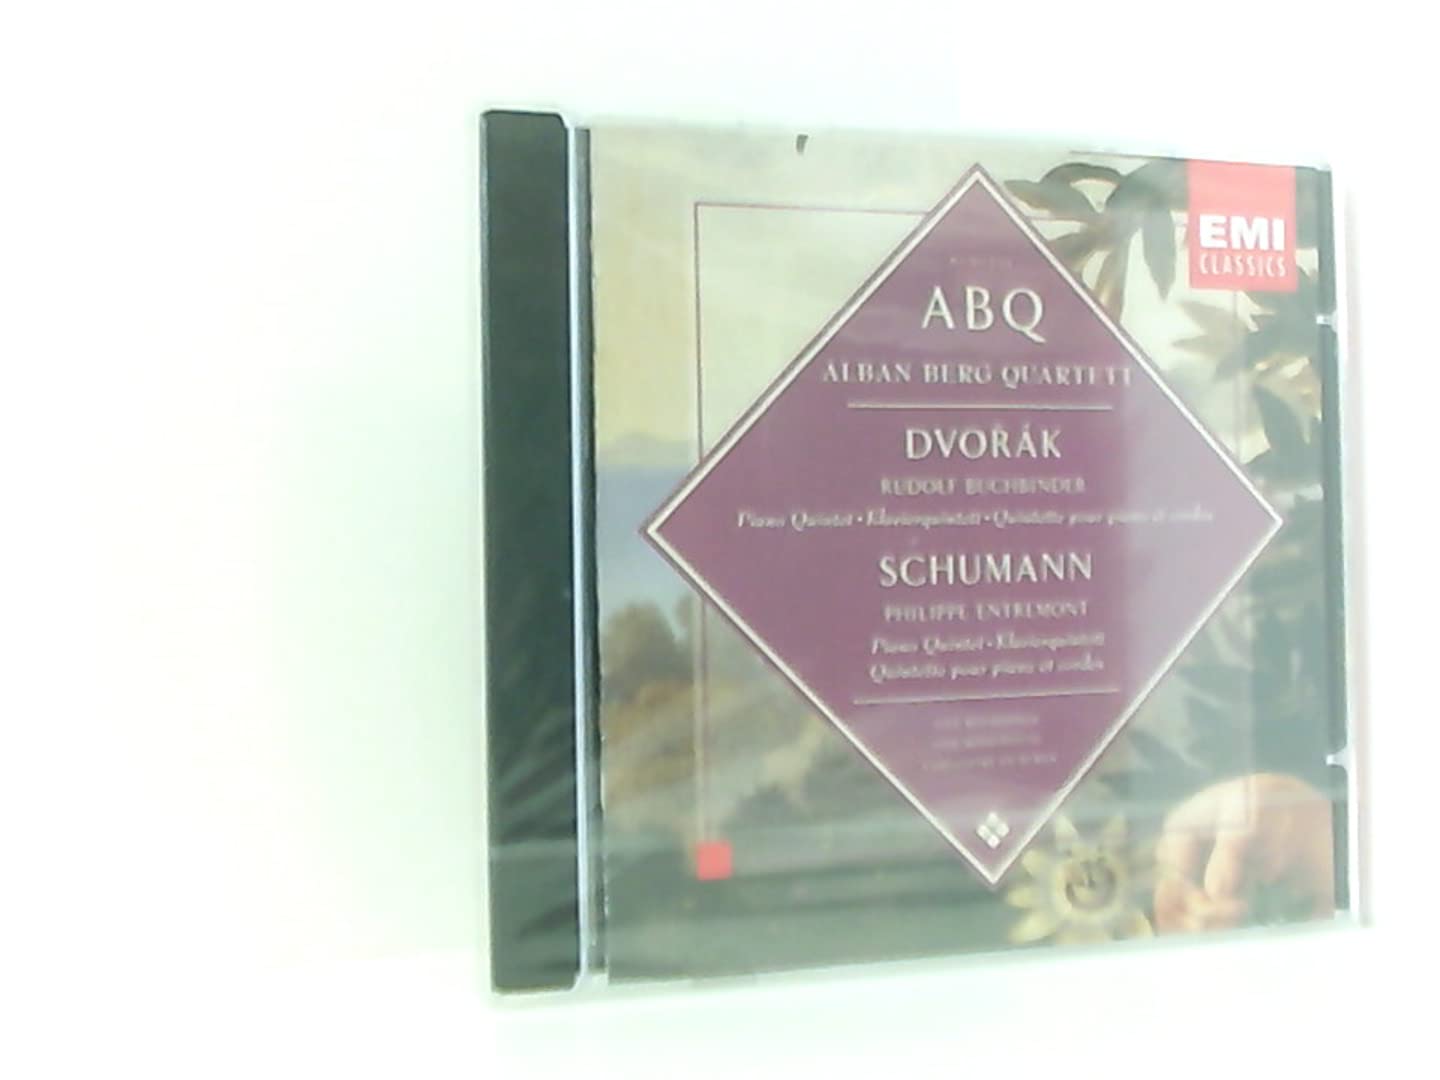 EMI
CLASSICS
ABQ
ALBAN BERG QUARTETT
DVOŘÁK
RUDOLF BUCHBINDER
Piano Quintet • Klavierquintett • Quintette pour piano et cordes
SCHUMANN
PHILIPPE ENTREMONT
Piano Quintet • Klavierquintett
Quintette pour piano et cordes